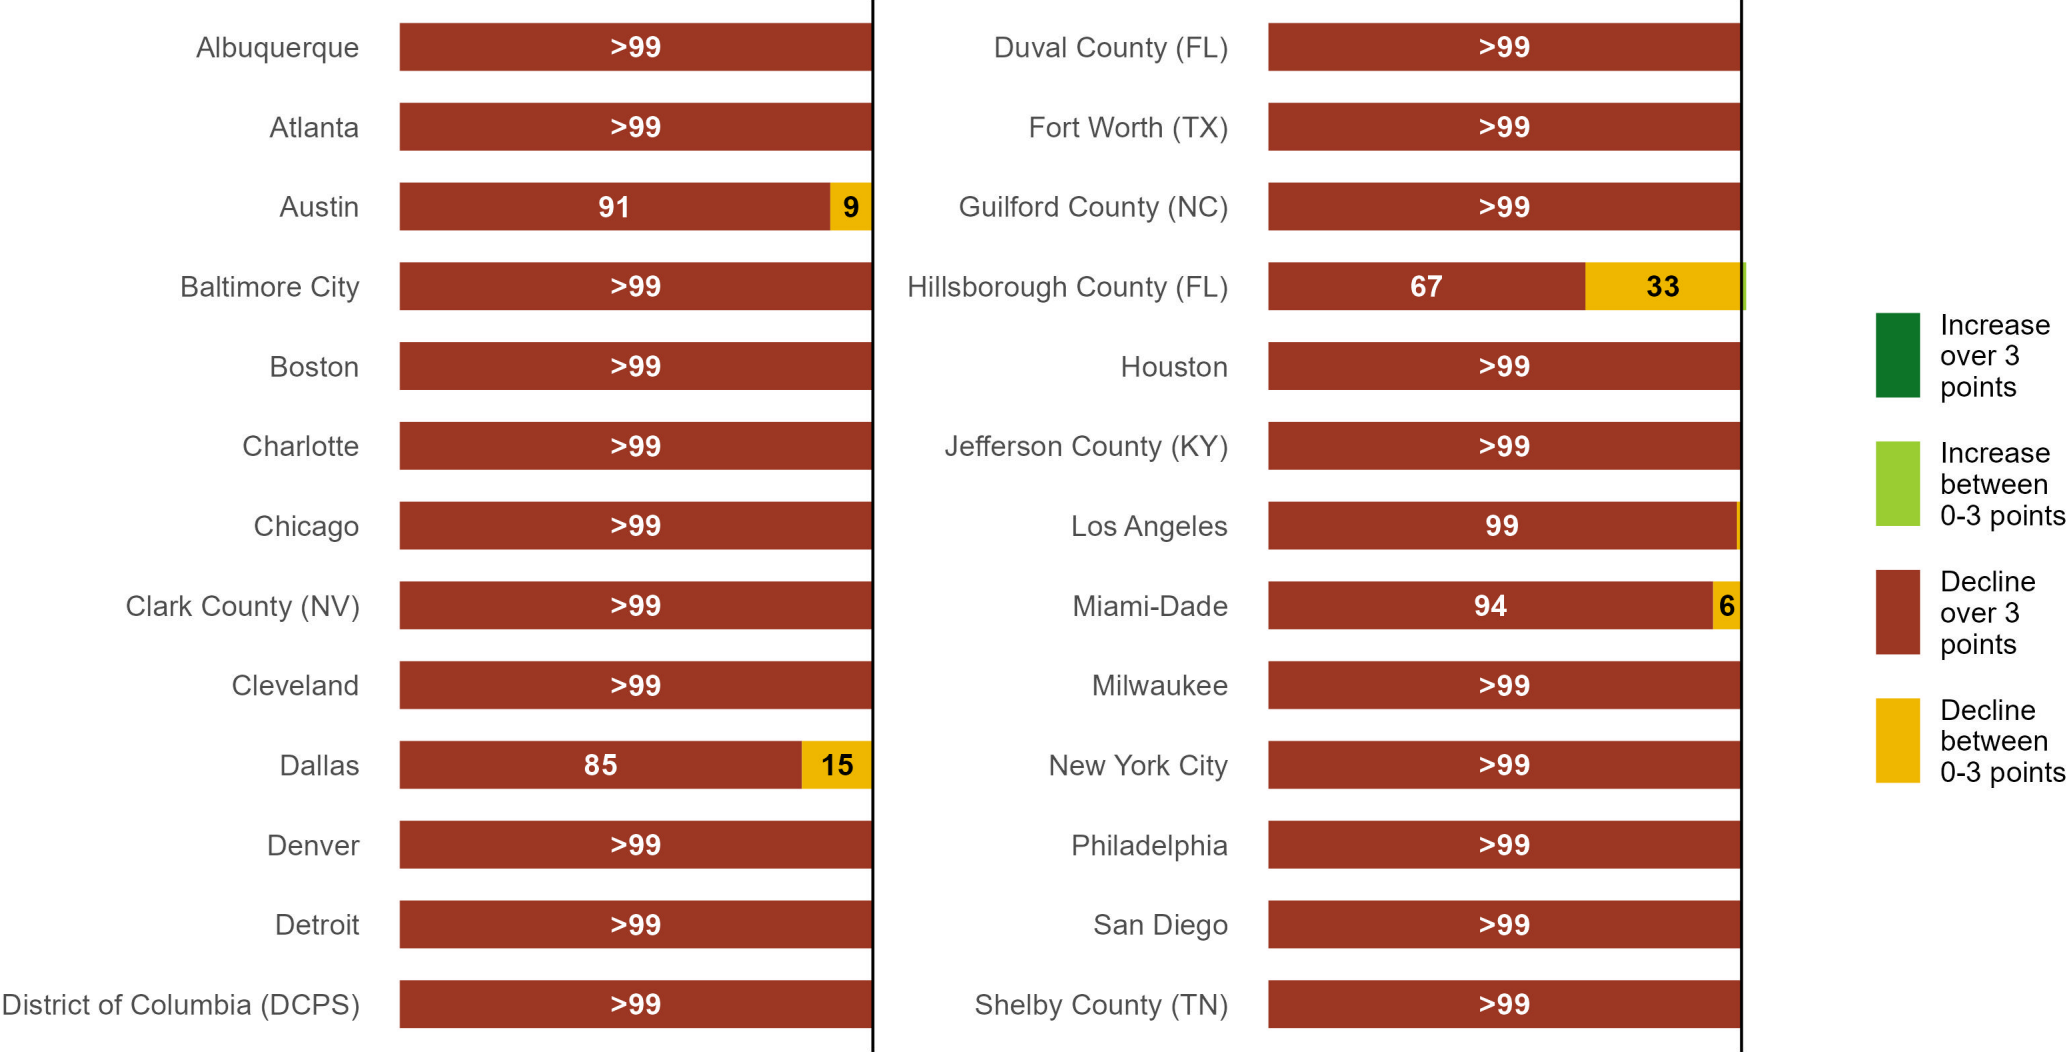 Albuquerque >99
Atlanta >99
Austin 91 9
Baltimore City >99
Boston >99
Charlotte >99
Chicago >99
Clark County (NV) >99
Cleveland >99
Dallas 85 15
Denver >99
Detroit >99
District of Columbia (DCPS) >99
Duval County (FL) >99
Fort Worth (TX) >99
Guilford County (NC) >99
Hillsborough County (FL) 67 33
Houston >99
Jefferson County (KY) >99
Los Angeles 99
Miami-Dade 94 6
Milwaukee >99
New York City >99
Philadelphia >99
San Diego >99
Shelby County (TN) >99
Increase
over 3
points
Increase
between
0-3 points
Decline
over 3
points
Decline
between
0-3 points